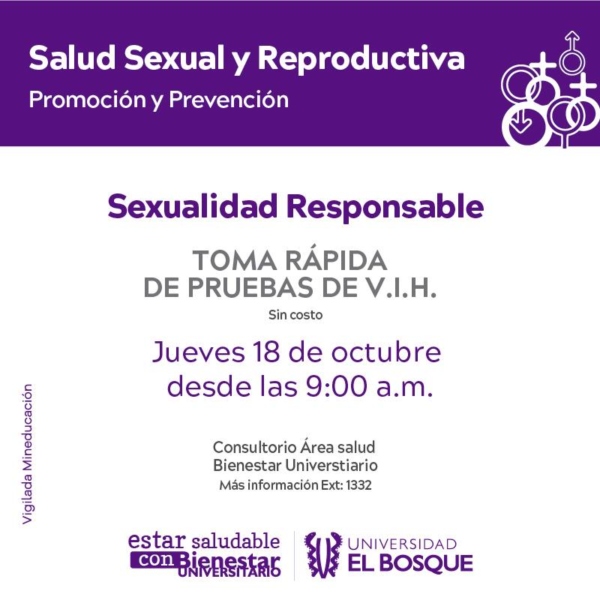 Salud Sexual y Reproductiva
Promoción y Prevención
Sexualidad Responsable
TOMA RÁPIDA
DE PRUEBAS DE V.I.H.
Sin costo
Jueves 18 de octubre
desde las 9:00 a.m.
Consultorio Área salud
Bienestar Universtiario
Más información Ext: 1332
Vigilada Mineducación
estar saludable
con Bienestar
UNIVERSITARIO
UNIVERSIDAD
EL BOSQUE